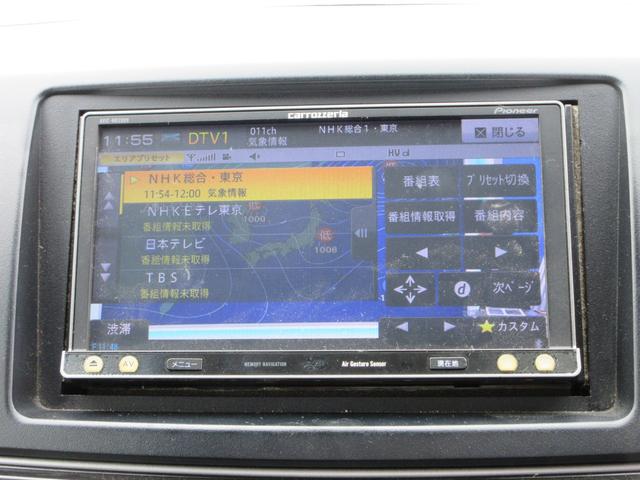 carrozzeria
Pioneer
11:55 DTV1 011ch NHK総合1・東京 閉じる
気象情報
エリアプリセット
NHK総合・東京
11:54-12:00 気象情報
NHKEテレ東京
番組情報未取得
日本テレビ
番組情報未取得
TBS
番組情報未取得
低
1000
低
1008
番組表 プリセット切換
番組情報取得 番組内容
d 次ページ
渋滞 カスタム
AV メニュー MEMORY NAVIGATION Air Gesture Sensor 現在地